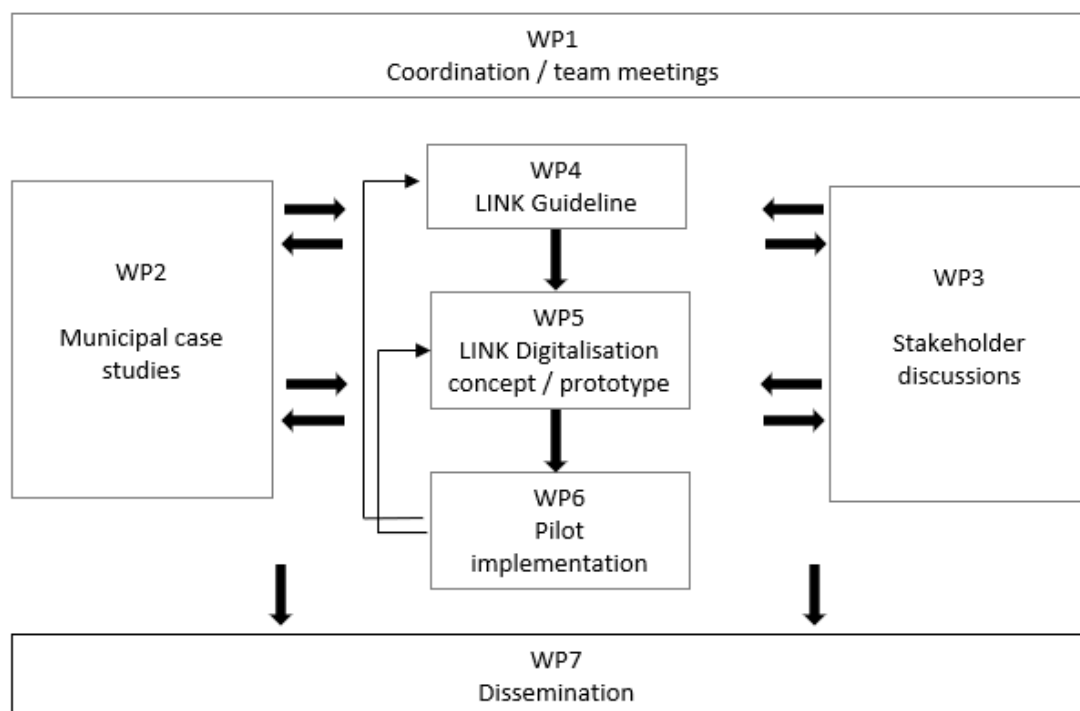 WP1
Coordination / team meetings
WP4
LINK Guideline
WP2
Municipal case
studies
WP3
Stakeholder
discussions
WP5
LINK Digitalisation
concept / prototype
WP6
Pilot
implementation
WP7
Dissemination